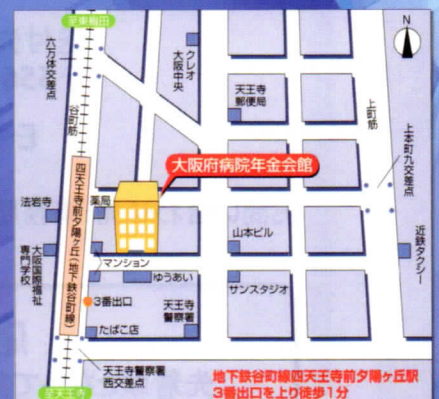 至東梅田
N
六万体交差点
クレオ
大阪中央
谷町筋
天王寺
郵便局
上町筋
上本町九交差点
大阪府病院年金会館
四天王寺前夕陽ヶ丘(地下鉄谷町線)
法岩寺
薬局
大阪国際福祉
専門学校
山本ビル
近鉄タクシー
マンション
ゆうあい
サンスタジオ
3番出口
天王寺
警察署
たばこ店
天王寺警察署
西交差点
至天王寺
地下鉄谷町線四天王寺前夕陽ヶ丘駅
3番出口を上り徒歩1分